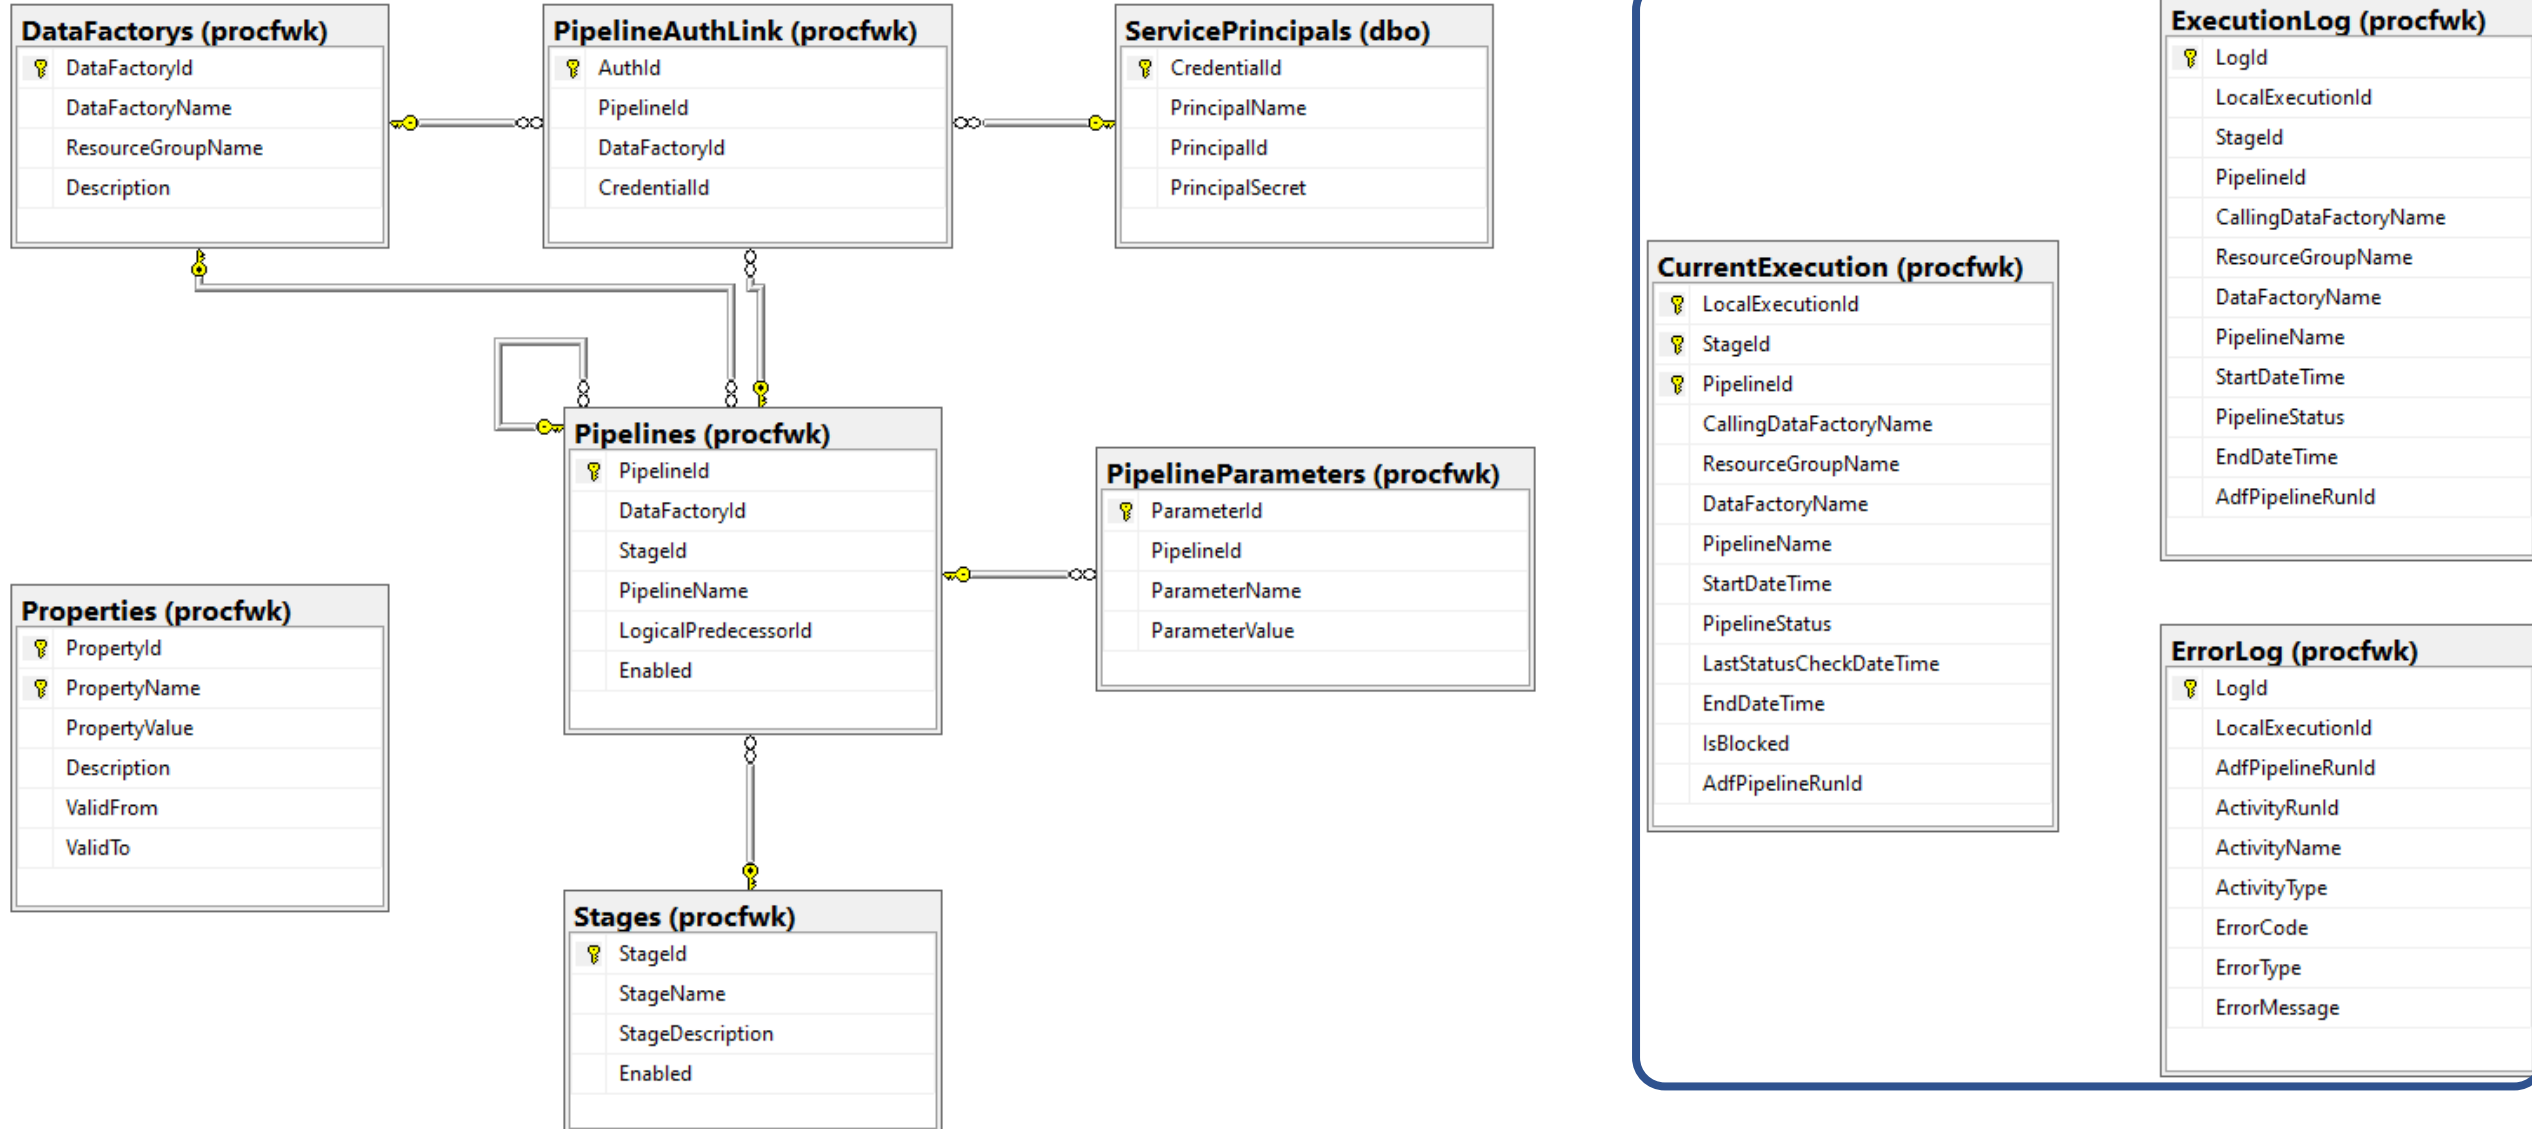 DataFactorys (procfwk)
DataFactoryId
DataFactoryName
ResourceGroupName
Description
PipelineAuthLink (procfwk)
AuthId
PipelineId
DataFactoryId
CredentialId
ServicePrincipals (dbo)
CredentialId
PrincipalName
PrincipalId
PrincipalSecret
Pipelines (procfwk)
PipelineId
DataFactoryId
StageId
PipelineName
LogicalPredecessorId
Enabled
PipelineParameters (procfwk)
ParameterId
PipelineId
ParameterName
ParameterValue
Properties (procfwk)
PropertyId
PropertyName
PropertyValue
Description
ValidFrom
ValidTo
Stages (procfwk)
StageId
StageName
StageDescription
Enabled
CurrentExecution (procfwk)
LocalExecutionId
StageId
PipelineId
CallingDataFactoryName
ResourceGroupName
DataFactoryName
PipelineName
StartDateTime
PipelineStatus
LastStatusCheckDateTime
EndDateTime
IsBlocked
AdfPipelineRunId
ExecutionLog (procfwk)
LogId
LocalExecutionId
StageId
PipelineId
CallingDataFactoryName
ResourceGroupName
DataFactoryName
PipelineName
StartDateTime
PipelineStatus
EndDateTime
AdfPipelineRunId
ErrorLog (procfwk)
LogId
LocalExecutionId
AdfPipelineRunId
ActivityRunId
ActivityName
ActivityType
ErrorCode
ErrorType
ErrorMessage